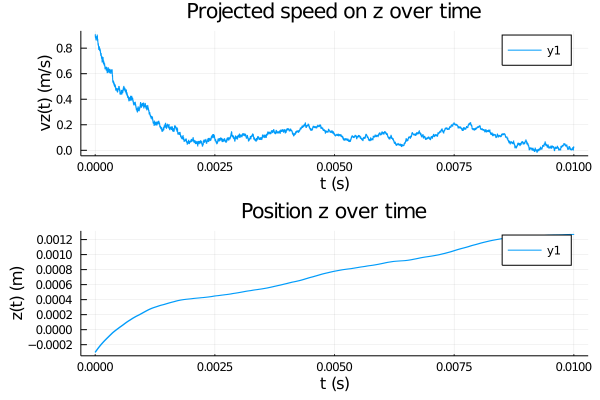 Projected speed on z over time
vz(t) (m/s)
0.8
0.6
0.4
0.2
0.0
y1
0.0000 0.0025 0.0050 0.0075 0.0100
t (s)
Position z over time
z(t) (m)
0.0012
0.0010
0.0008
0.0006
0.0004
0.0002
0.0000
−0.0002
y1
0.0000 0.0025 0.0050 0.0075 0.0100
t (s)